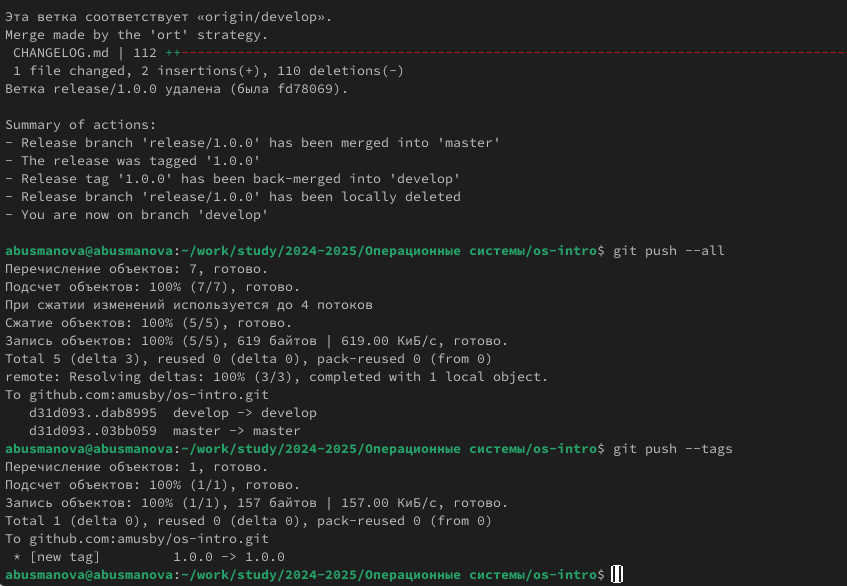 Эта ветка соответствует «origin/develop».
Merge made by the 'ort' strategy.
 CHANGELOG.md | 112 ++--------------------------------------------------------------------------------------
 1 file changed, 2 insertions(+), 110 deletions(-)
Ветка release/1.0.0 удалена (была fd78069).

Summary of actions:
- Release branch 'release/1.0.0' has been merged into 'master'
- The release was tagged '1.0.0'
- Release tag '1.0.0' has been back-merged into 'develop'
- Release branch 'release/1.0.0' has been locally deleted
- You are now on branch 'develop'

abusmanova@abusmanova:~/work/study/2024-2025/Операционные системы/os-intro$ git push --all
Перечисление объектов: 7, готово.
Подсчет объектов: 100% (7/7), готово.
При сжатии изменений используется до 4 потоков
Сжатие объектов: 100% (5/5), готово.
Запись объектов: 100% (5/5), 619 байтов | 619.00 КиБ/с, готово.
Total 5 (delta 3), reused 0 (delta 0), pack-reused 0 (from 0)
remote: Resolving deltas: 100% (3/3), completed with 1 local object.
To github.com:amusby/os-intro.git
   d31d093..dab8995  develop -> develop
   d31d093..03bb059  master -> master
abusmanova@abusmanova:~/work/study/2024-2025/Операционные системы/os-intro$ git push --tags
Перечисление объектов: 1, готово.
Подсчет объектов: 100% (1/1), готово.
Запись объектов: 100% (1/1), 157 байтов | 157.00 КиБ/с, готово.
Total 1 (delta 0), reused 0 (delta 0), pack-reused 0 (from 0)
To github.com:amusby/os-intro.git
 * [new tag]         1.0.0 -> 1.0.0
abusmanova@abusmanova:~/work/study/2024-2025/Операционные системы/os-intro$